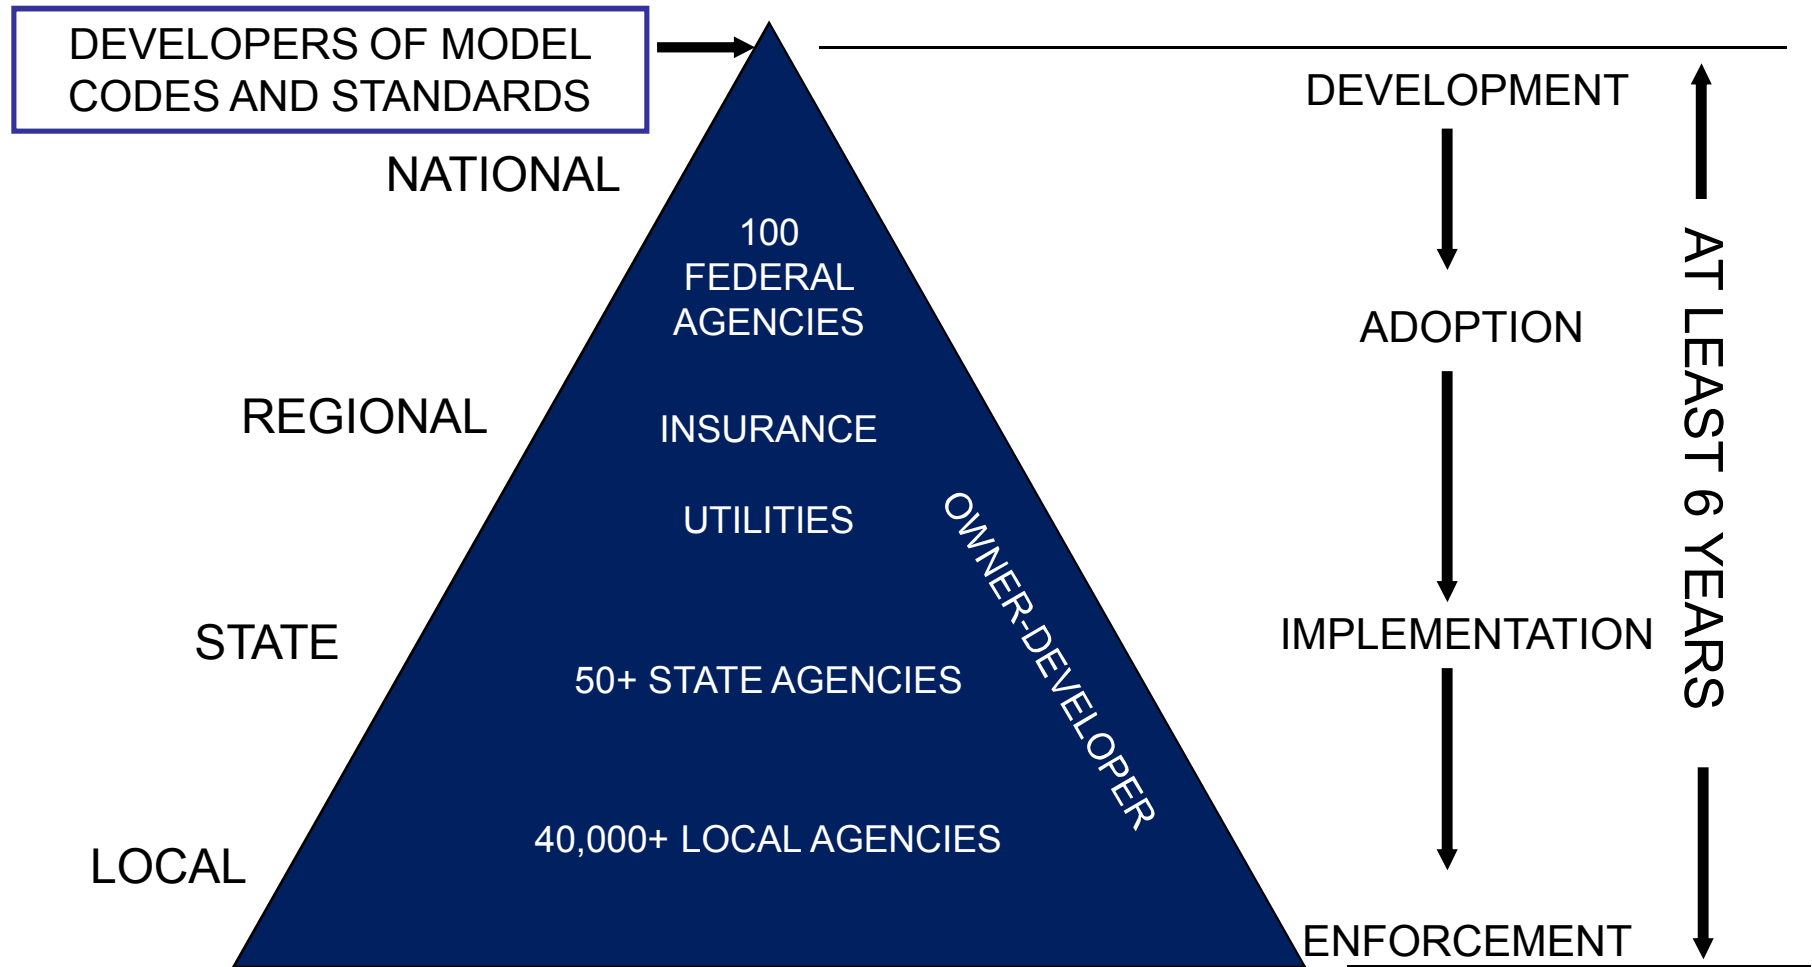 DEVELOPERS OF MODEL
CODES AND STANDARDS
NATIONAL
REGIONAL
STATE
LOCAL
100
FEDERAL
AGENCIES
INSURANCE
UTILITIES
50+ STATE AGENCIES
40,000+ LOCAL AGENCIES
OWNER-DEVELOPER
DEVELOPMENT
ADOPTION
IMPLEMENTATION
ENFORCEMENT
AT LEAST 6 YEARS